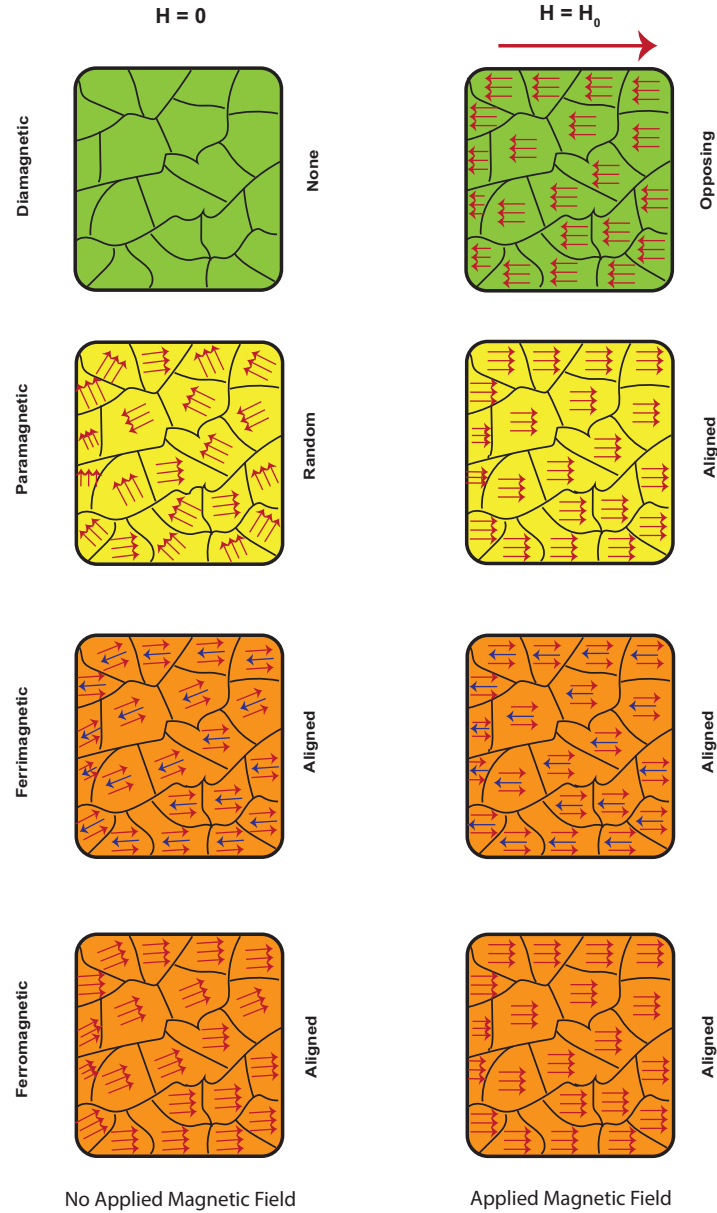 H = 0
H = H₀
Diamagnetic
None
Opposing
Paramagnetic
Random
Aligned
Ferrimagnetic
Aligned
Aligned
Ferromagnetic
Aligned
Aligned
No Applied Magnetic Field
Applied Magnetic Field